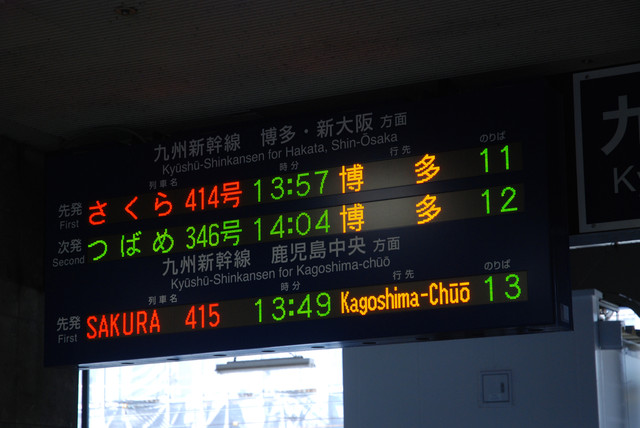 九州新幹線 博多・新大阪 方面
Kyūshū-Shinkansen for Hakata, Shin-Ōsaka
列車名 時分 行先 のりば
先発 First さくら 414号 13:57 博多 11
次発 Second つばめ 346号 14:04 博多 12
九州新幹線 鹿児島中央 方面
Kyūshū-Shinkansen for Kagoshima-chūō
列車名 時分 行先 のりば
先発 First SAKURA 415 13:49 Kagoshima-Chūō 13
九
Ky